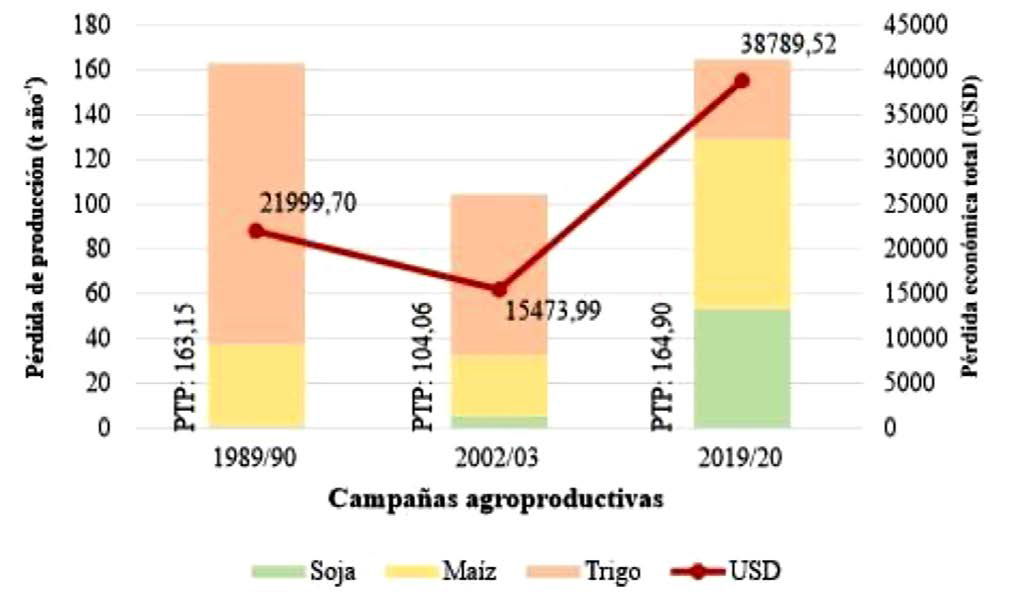 180
160
140
120
100
80
60
40
20
0
Pérdida de producción (t año⁻¹)
45000
40000
35000
30000
25000
20000
15000
10000
5000
0
Pérdida económica total (USD)
21999,70
15473,99
38789,52
PTP: 163,15
PTP: 104,06
PTP: 164,90
1989/90 2002/03 2019/20
Campañas agroproductivas
Soja Maíz Trigo USD